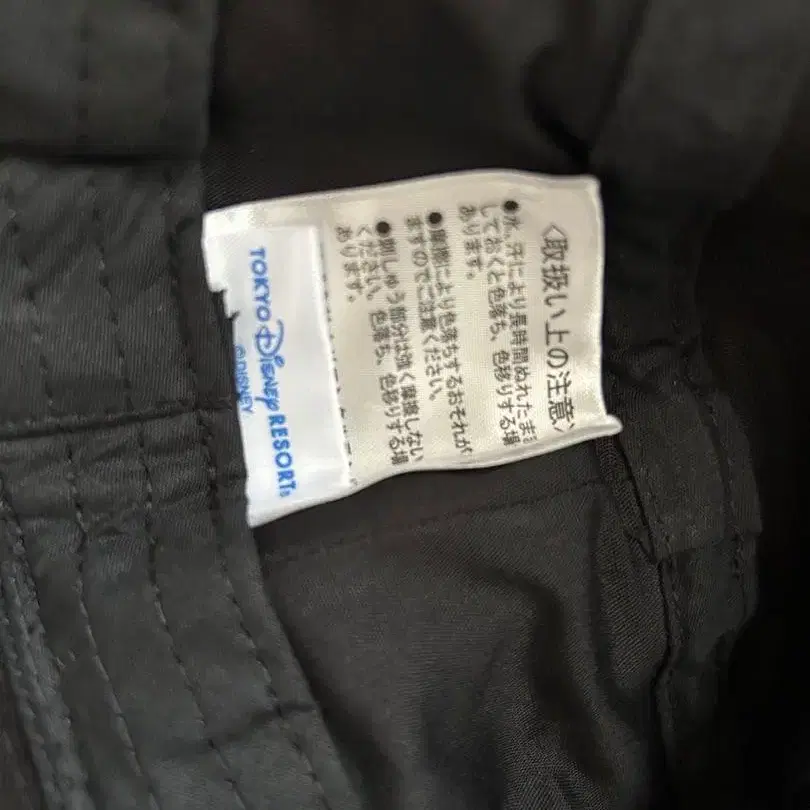 〈取扱い上の注意〉
●水、汗により長時間ぬれたまま
しておくと色落ち、色移りする場
あります。
●摩擦により色落ちするおそれが
ますのでご注意ください。
●刺しゅう部分は強く摩擦しない
ください。色落ち、色移りする場
あります。
TOKYO DISNEY RESORT®
©DISNEY